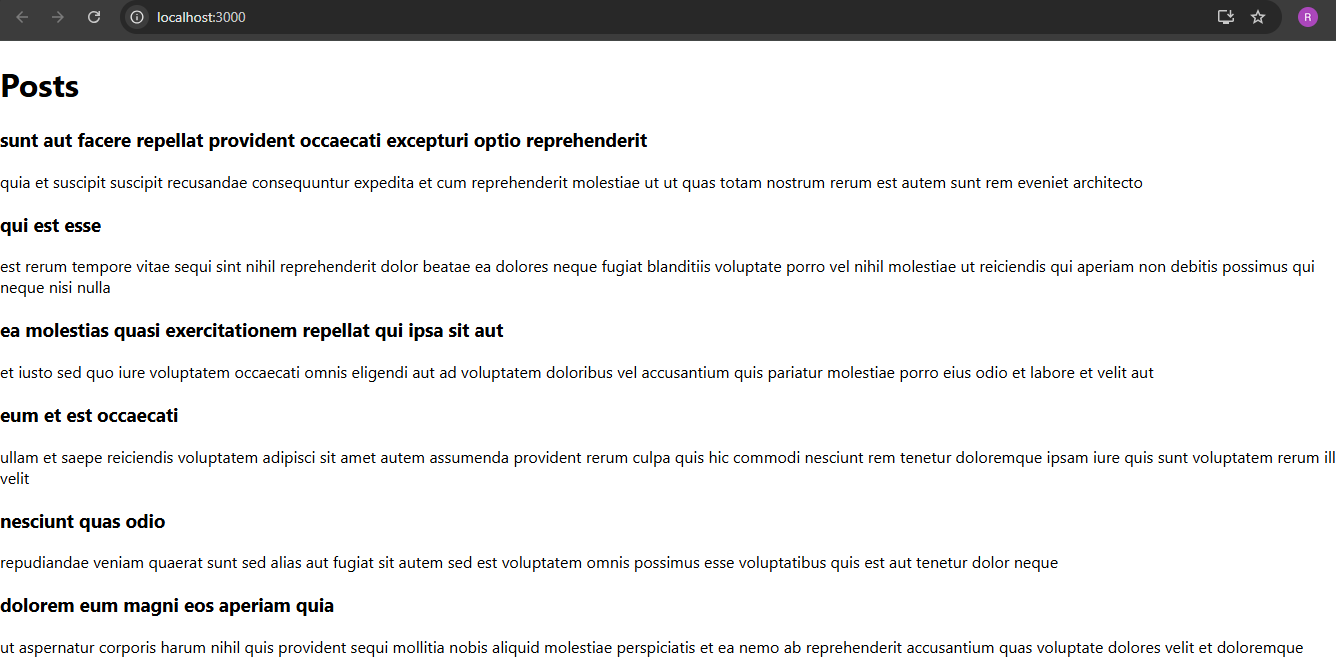 localhost:3000
R
Posts
sunt aut facere repellat provident occaecati excepturi optio reprehenderit
quia et suscipit suscipit recusandae consequuntur expedita et cum reprehenderit molestiae ut ut quas totam nostrum rerum est autem sunt rem eveniet architecto
qui est esse
est rerum tempore vitae sequi sint nihil reprehenderit dolor beatae ea dolores neque fugiat blanditiis voluptate porro vel nihil molestiae ut reiciendis qui aperiam non debitis possimus qui
neque nisi nulla
ea molestias quasi exercitationem repellat qui ipsa sit aut
et iusto sed quo iure voluptatem occaecati omnis eligendi aut ad voluptatem doloribus vel accusantium quis pariatur molestiae porro eius odio et labore et velit aut
eum et est occaecati
ullam et saepe reiciendis voluptatem adipisci sit amet autem assumenda provident rerum culpa quis hic commodi nesciunt rem tenetur doloremque ipsam iure quis sunt voluptatem rerum ill
velit
nesciunt quas odio
repudiandae veniam quaerat sunt sed alias aut fugiat sit autem sed est voluptatem omnis possimus esse voluptatibus quis est aut tenetur dolor neque
dolorem eum magni eos aperiam quia
ut aspernatur corporis harum nihil quis provident sequi mollitia nobis aliquid molestiae perspiciatis et ea nemo ab reprehenderit accusantium quas voluptate dolores velit et doloremque